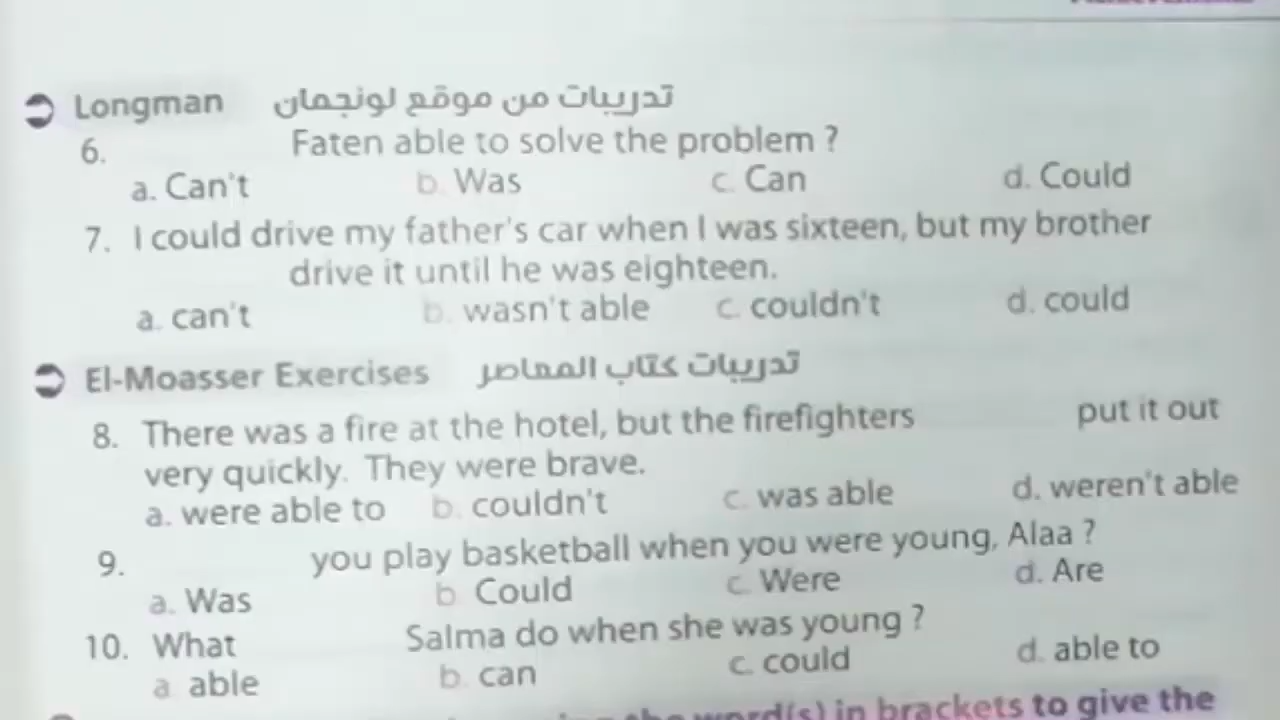 Longman تدريبات من موقع لونجمان
6. Faten able to solve the problem ?
a. Can't b. Was c. Can d. Could
7. I could drive my father's car when I was sixteen, but my brother
drive it until he was eighteen.
a. can't b. wasn't able c. couldn't d. could
El-Moasser Exercises تدريبات كتاب المعاصر
8. There was a fire at the hotel, but the firefighters put it out
very quickly. They were brave.
a. were able to b. couldn't c. was able d. weren't able
9. you play basketball when you were young, Alaa ?
a. Was b. Could c. Were d. Are
10. What Salma do when she was young ?
a able b. can c. could d. able to
the word(s) in brackets to give the